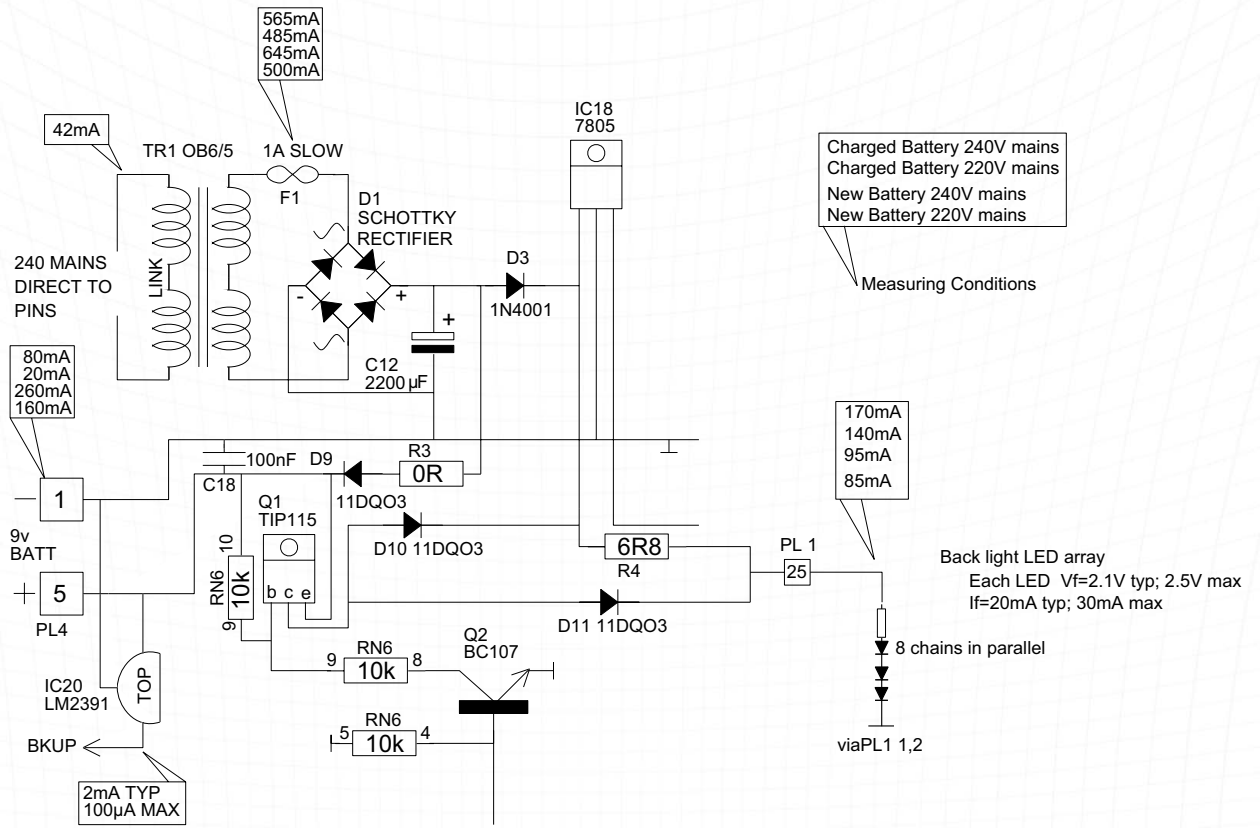 565mA
485mA
645mA
500mA
42mA
TR1 OB6/5
1A SLOW
F1
D1
SCHOTTKY
RECTIFIER
IC18
7805
Charged Battery 240V mains
Charged Battery 220V mains
New Battery 240V mains
New Battery 220V mains
Measuring Conditions
240 MAINS
DIRECT TO
PINS
LINK
-
+
D3
1N4001
+
C12
2200 µF
80mA
20mA
260mA
160mA
170mA
140mA
95mA
85mA
100nF
C18
D9
11DQO3
R3
0R
1
9v
BATT
+
5
PL4
Q1
TIP115
b c e
10
RN6
10k
9
D10 11DQO3
6R8
R4
PL 1
25
Back light LED array
Each LED Vf=2.1V typ; 2.5V max
If=20mA typ; 30mA max
D11 11DQO3
8 chains in parallel
viaPL1 1,2
RN6
9 10k 8
Q2
BC107
RN6
5 10k 4
IC20
LM2391
TOP
BKUP
2mA TYP
100µA MAX